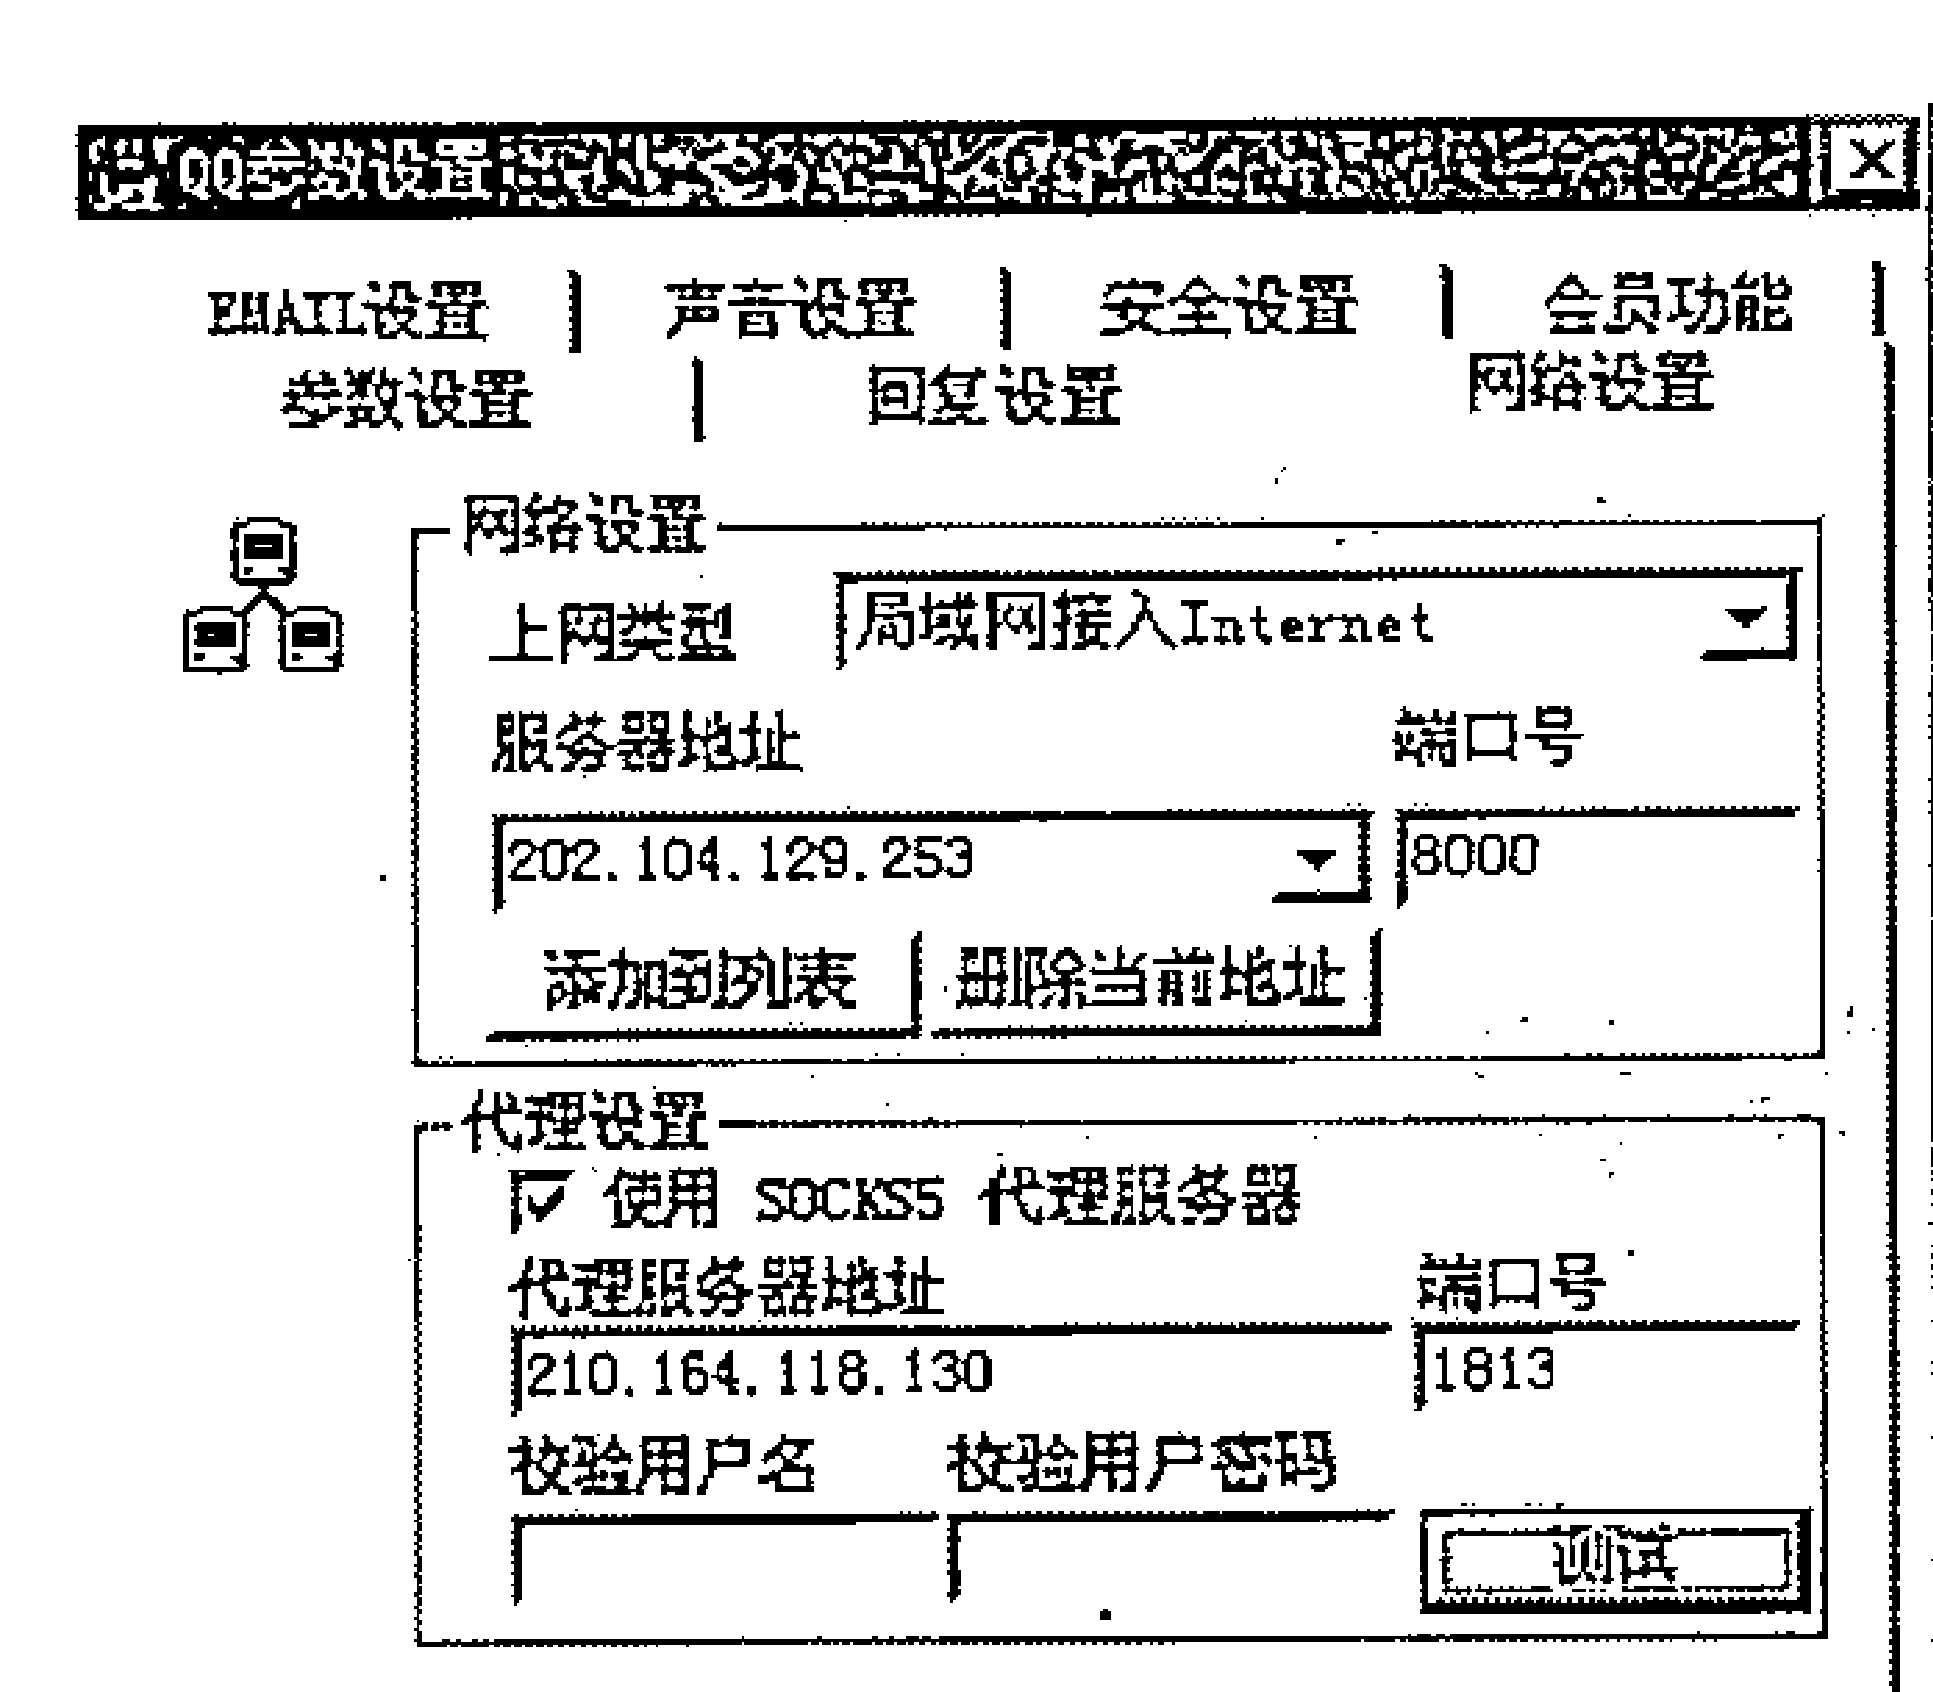 QQ参数设置
EMAIL设置 声音设置 安全设置 会员功能
参数设置 回复设置 网络设置
网络设置
上网类型 局域网接入Internet
服务器地址 端口号
202.104.129.253 8000
添加到列表 删除当前地址
代理设置
使用 SOCKS5 代理服务器
代理服务器地址 端口号
210.164.118.130 1813
校验用户名 校验用户密码
测试